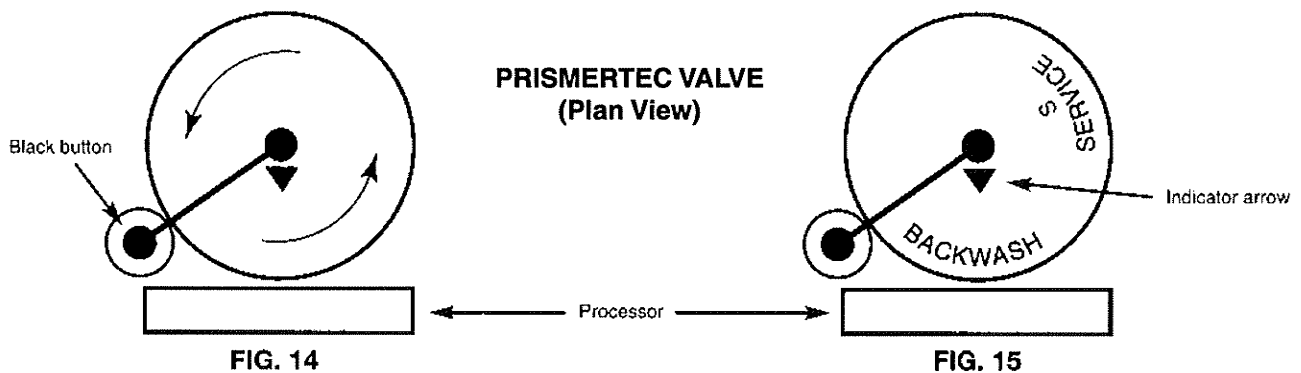 PRISMERTEC VALVE
(Plan View)
Black button
SERVICE
S
Indicator arrow
BACKWASH
Processor
FIG. 14
FIG. 15